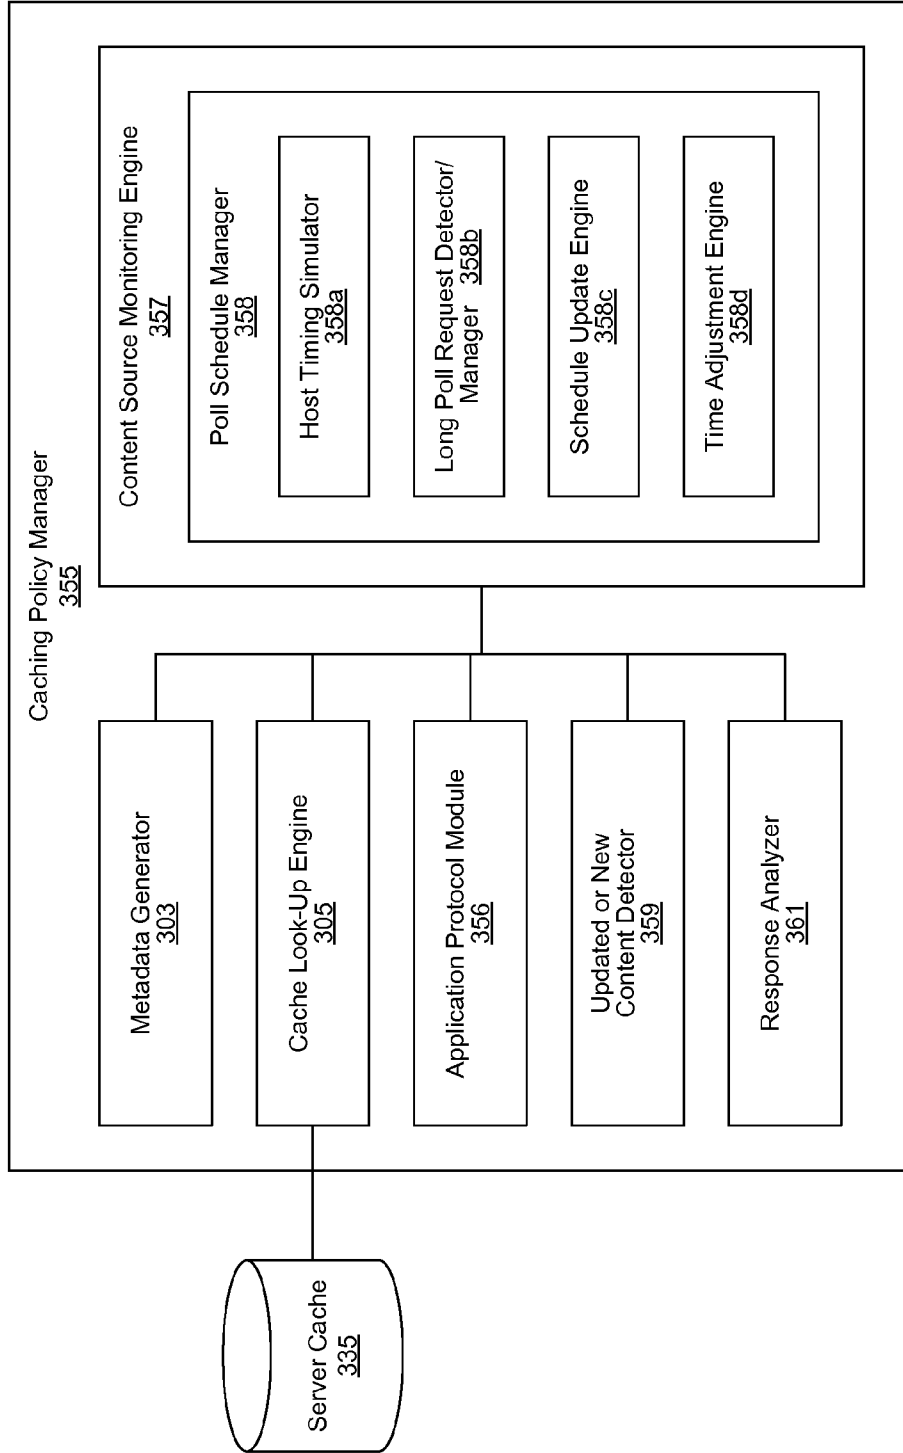 Caching Policy Manager
355
Server Cache
335
Metadata Generator
303
Cache Look-Up Engine
305
Application Protocol Module
356
Updated or New
Content Detector
359
Response Analyzer
361
Content Source Monitoring Engine
357
Poll Schedule Manager
358
Host Timing Simulator
358a
Long Poll Request Detector/
Manager 358b
Schedule Update Engine
358c
Time Adjustment Engine
358d